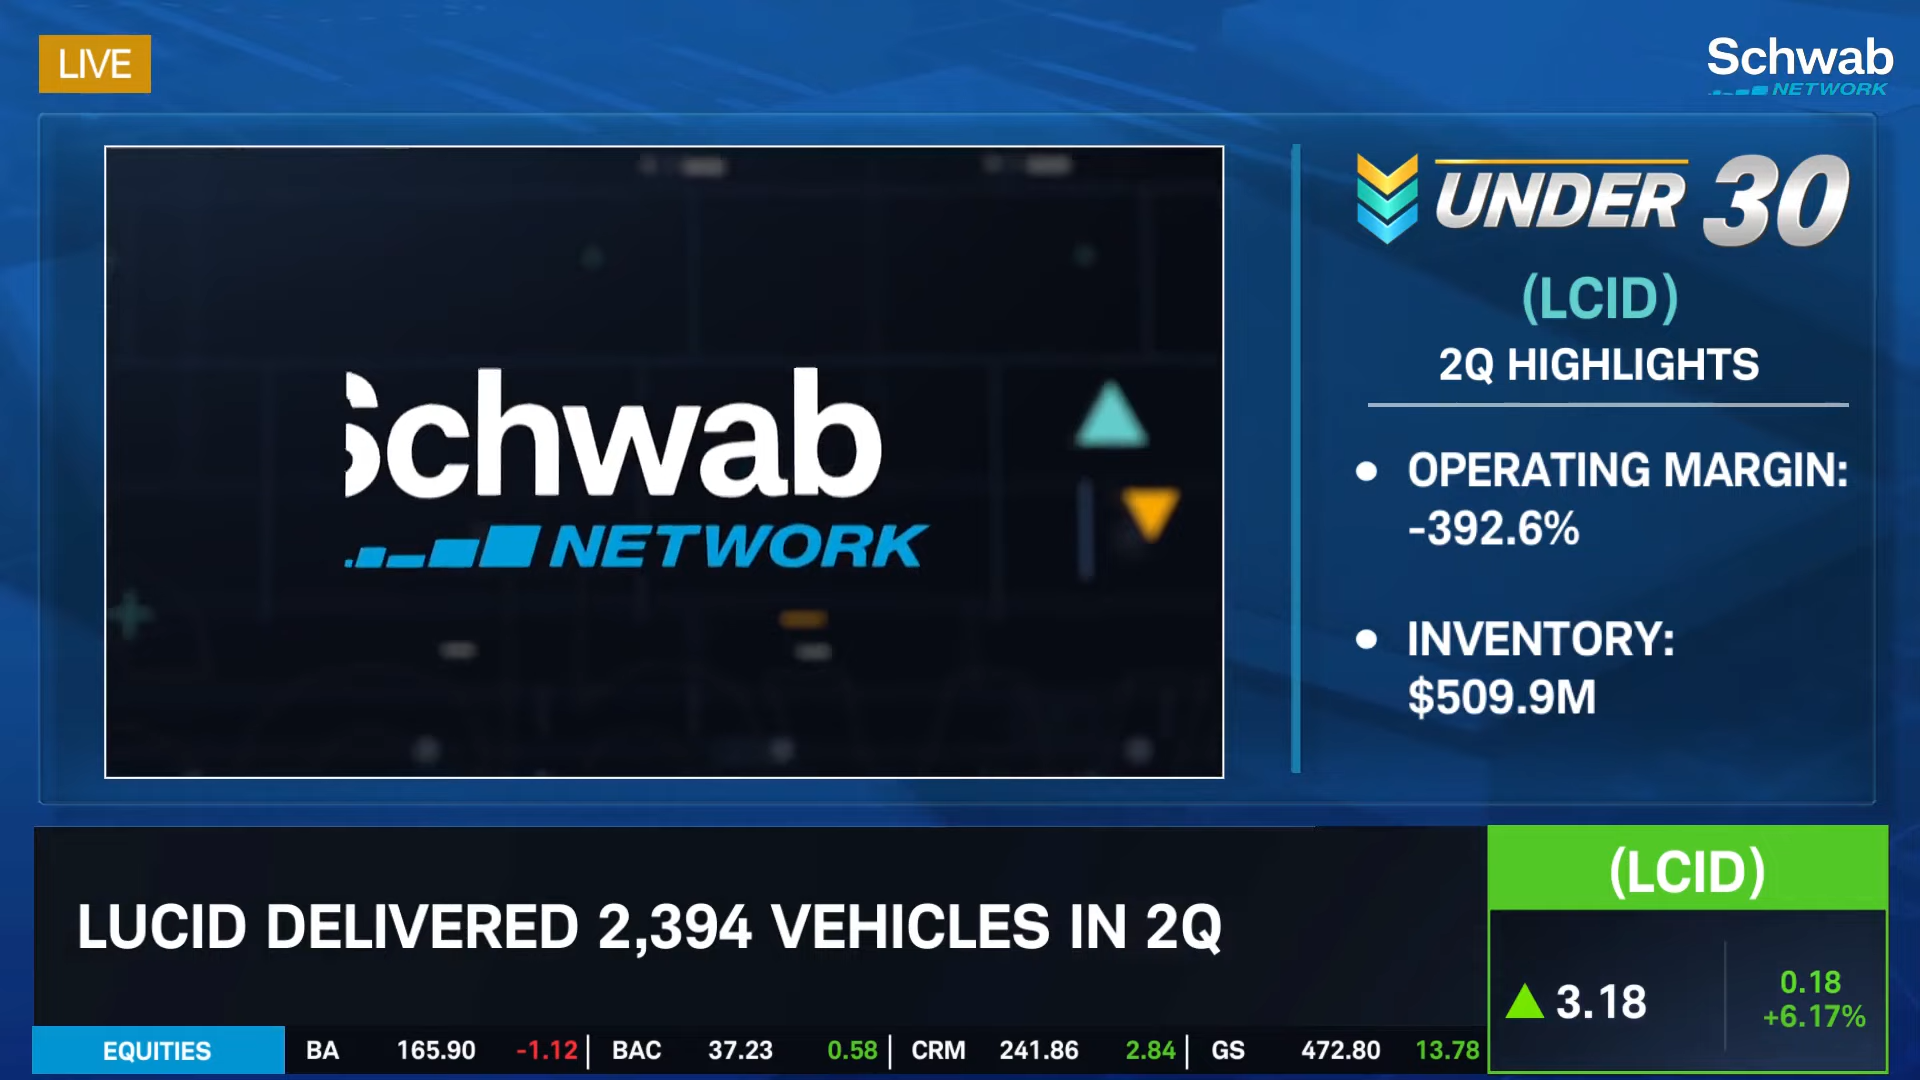 LIVE
Schwab
NETWORK
Schwab
NETWORK
UNDER 30
(LCID)
2Q HIGHLIGHTS
• OPERATING MARGIN:
-392.6%
• INVENTORY:
$509.9M
LUCID DELIVERED 2,394 VEHICLES IN 2Q
(LCID)
▲ 3.18
0.18
+6.17%
EQUITIES BA 165.90 -1.12 | BAC 37.23 0.58 | CRM 241.86 2.84 | GS 472.80 13.78